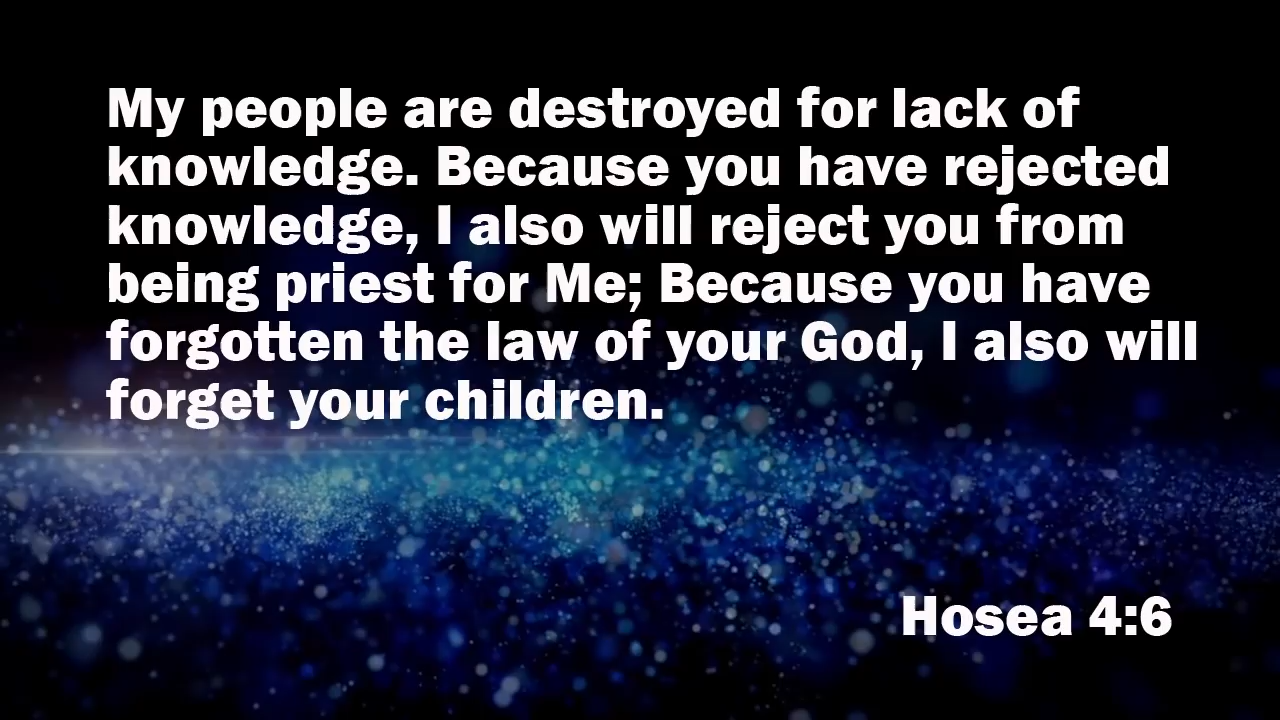 My people are destroyed for lack of
knowledge. Because you have rejected
knowledge, I also will reject you from
being priest for Me; Because you have
forgotten the law of your God, I also will
forget your children.
Hosea 4:6